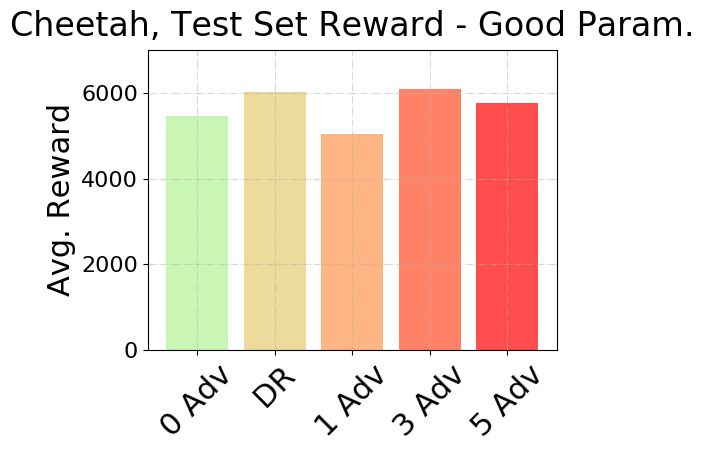 Cheetah, Test Set Reward - Good Param.
Avg. Reward
6000
4000
2000
0
0 Adv
DR
1 Adv
3 Adv
5 Adv